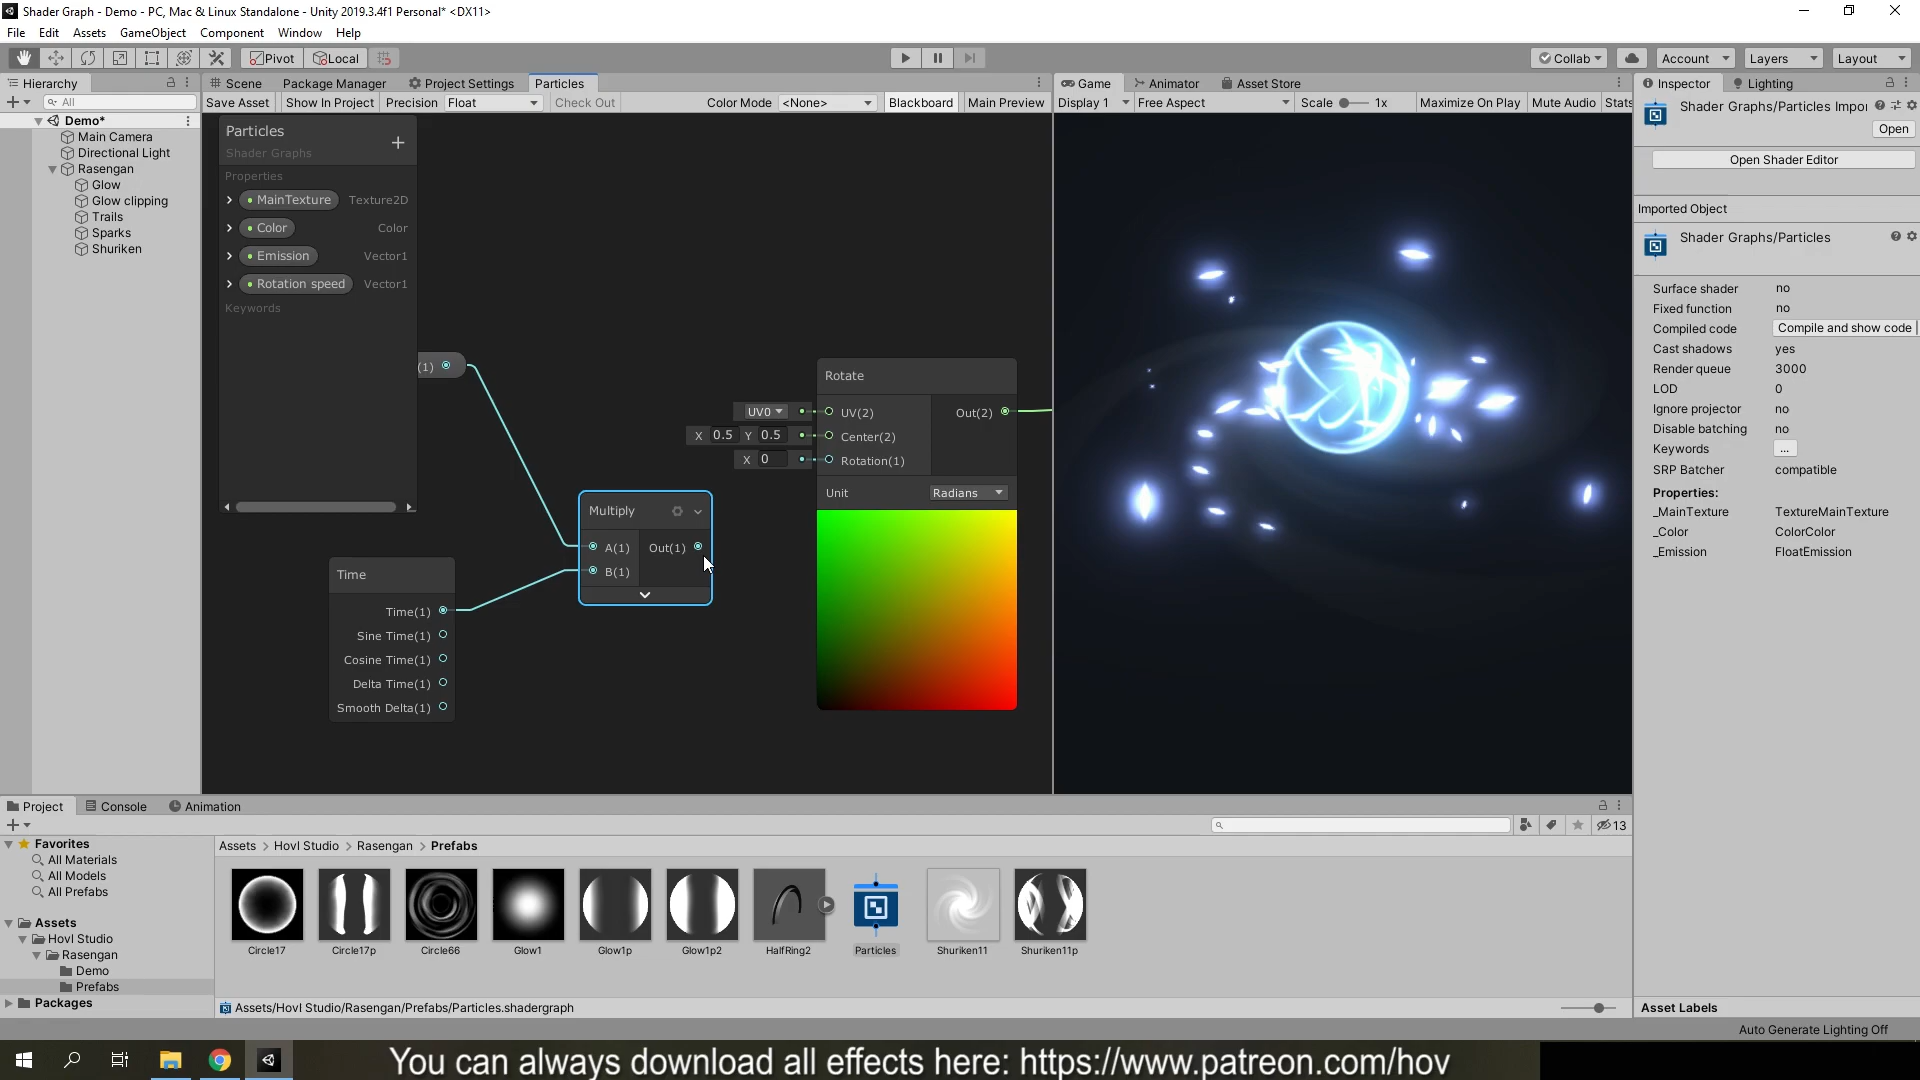 Shader Graph - Demo - PC, Mac & Linux Standalone - Unity 2019.3.4f1 Personal* <DX11>
File Edit Assets GameObject Component Window Help
Pivot Local Collab Account Layers Layout
Hierarchy Scene Package Manager Project Settings Particles Game Animator Asset Store Inspector Lighting
All Save Asset Show In Project Precision Float Check Out Color Mode <None> Blackboard Main Preview Display 1 Free Aspect Scale 1x Maximize On Play Mute Audio Stats
Shader Graphs/Particles Impor
Open
Open Shader Editor
Imported Object
Shader Graphs/Particles
Surface shader no
Fixed function no
Compiled code Compile and show code
Cast shadows yes
Render queue 3000
LOD 0
Ignore projector no
Disable batching no
Keywords ...
SRP Batcher compatible
Properties:
_MainTexture TextureMainTexture
_Color ColorColor
_Emission FloatEmission
Demo*
Main Camera
Directional Light
Rasengan
Glow
Glow clipping
Trails
Sparks
Shuriken
Particles
Shader Graphs
Properties
MainTexture Texture2D
Color Color
Emission Vector1
Rotation speed Vector1
Keywords
(1)
Time
Time(1)
Sine Time(1)
Cosine Time(1)
Delta Time(1)
Smooth Delta(1)
Multiply
A(1) Out(1)
B(1)
Rotate
UV0 UV(2) Out(2)
X 0.5 Y 0.5 Center(2)
X 0 Rotation(1)
Unit Radians
Project Console Animation
13
Favorites
All Materials
All Models
All Prefabs
Assets
Hovl Studio
Rasengan
Demo
Prefabs
Packages
Assets > Hovl Studio > Rasengan > Prefabs
Circle17 Circle17p Circle66 Glow1 Glow1p Glow1p2 HalfRing2 Particles Shuriken11 Shuriken11p
Assets/Hovl Studio/Rasengan/Prefabs/Particles.shadergraph
Asset Labels
Auto Generate Lighting Off
You can always download all effects here: https://www.patreon.com/hov